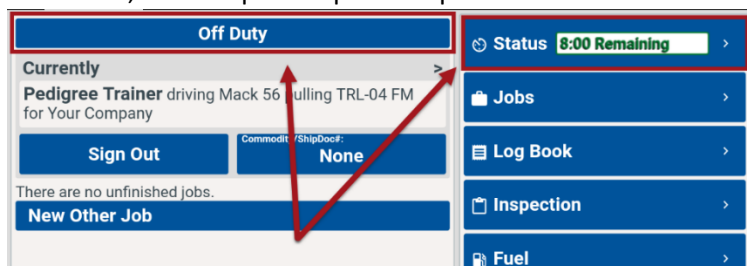 Off Duty
Currently >
Pedigree Trainer driving Mack 56 pulling TRL-04 FM
for Your Company
Sign Out
Commodity/ShipDoc#:
None
There are no unfinished jobs.
New Other Job
Status 8:00 Remaining >
Jobs >
Log Book >
Inspection >
Fuel >